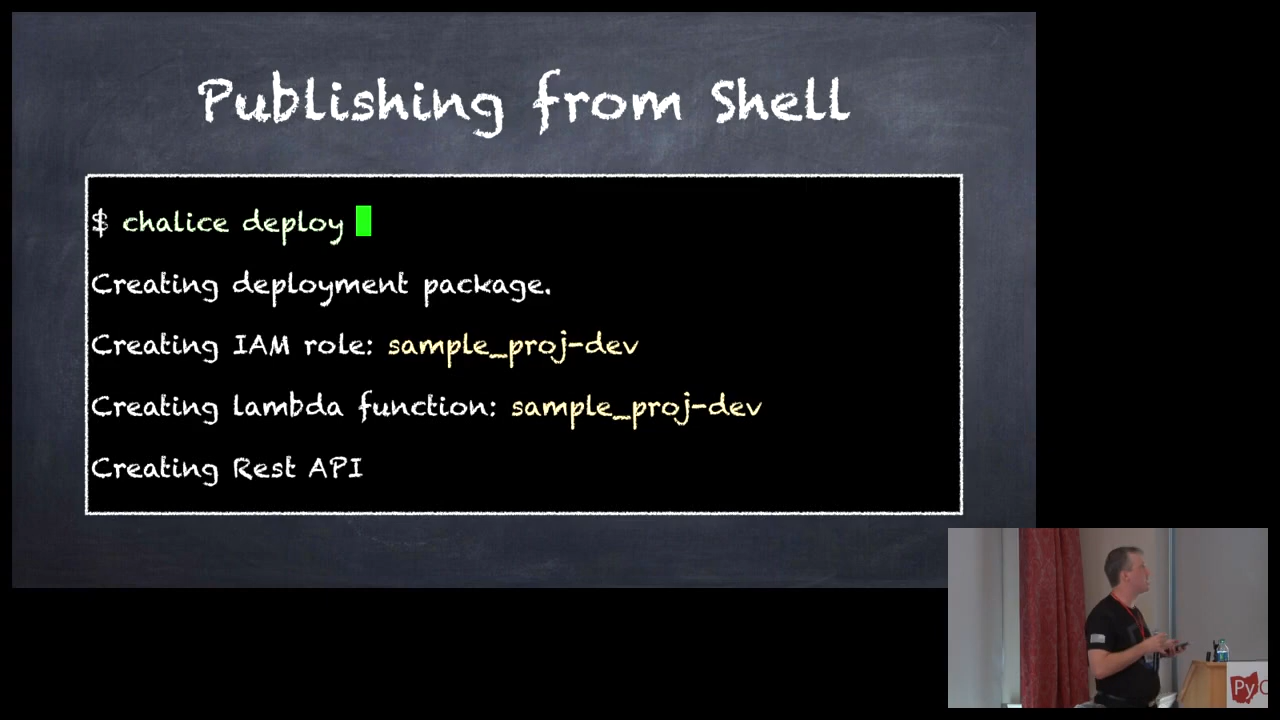 Publishing from Shell
$ chalice deploy
Creating deployment package.
Creating IAM role: sample_proj-dev
Creating lambda function: sample_proj-dev
Creating Rest API
Py